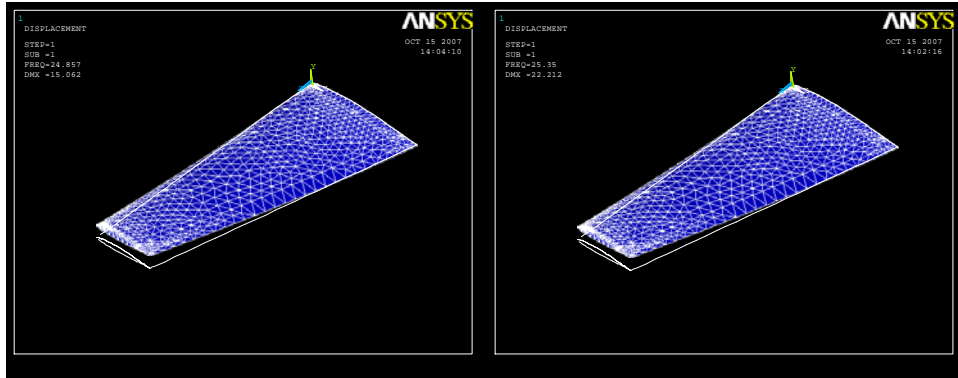 1
ANSYS
DISPLACEMENT
STEP=1
SUB =1
FREQ=24.857
DMX =15.062
OCT 15 2007
14:04:10
Y
1
ANSYS
DISPLACEMENT
STEP=1
SUB =1
FREQ=25.35
DMX =22.212
OCT 15 2007
14:02:16
Y